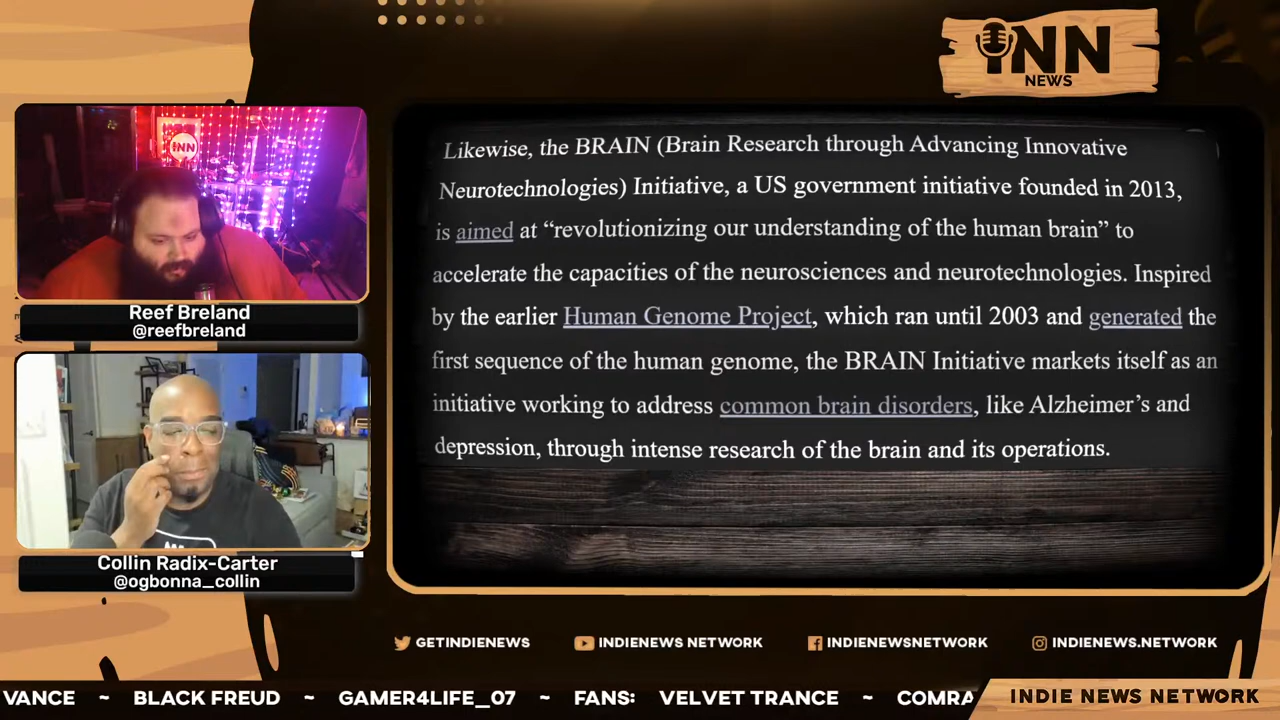 iNN
NEWS
iNN
Reef Breland
@reefbreland
Collin Radix-Carter
@ogbonna_collin
Likewise, the BRAIN (Brain Research through Advancing Innovative
Neurotechnologies) Initiative, a US government initiative founded in 2013,
is aimed at “revolutionizing our understanding of the human brain” to
accelerate the capacities of the neurosciences and neurotechnologies. Inspired
by the earlier Human Genome Project, which ran until 2003 and generated the
first sequence of the human genome, the BRAIN Initiative markets itself as an
initiative working to address common brain disorders, like Alzheimer’s and
depression, through intense research of the brain and its operations.
GETINDIENEWS
INDIENEWS NETWORK
INDIENEWSNETWORK
INDIENEWS.NETWORK
VANCE ~ BLACK FREUD ~ GAMER4LIFE_07 ~ FANS: VELVET TRANCE ~ COMRA
INDIE NEWS NETWORK